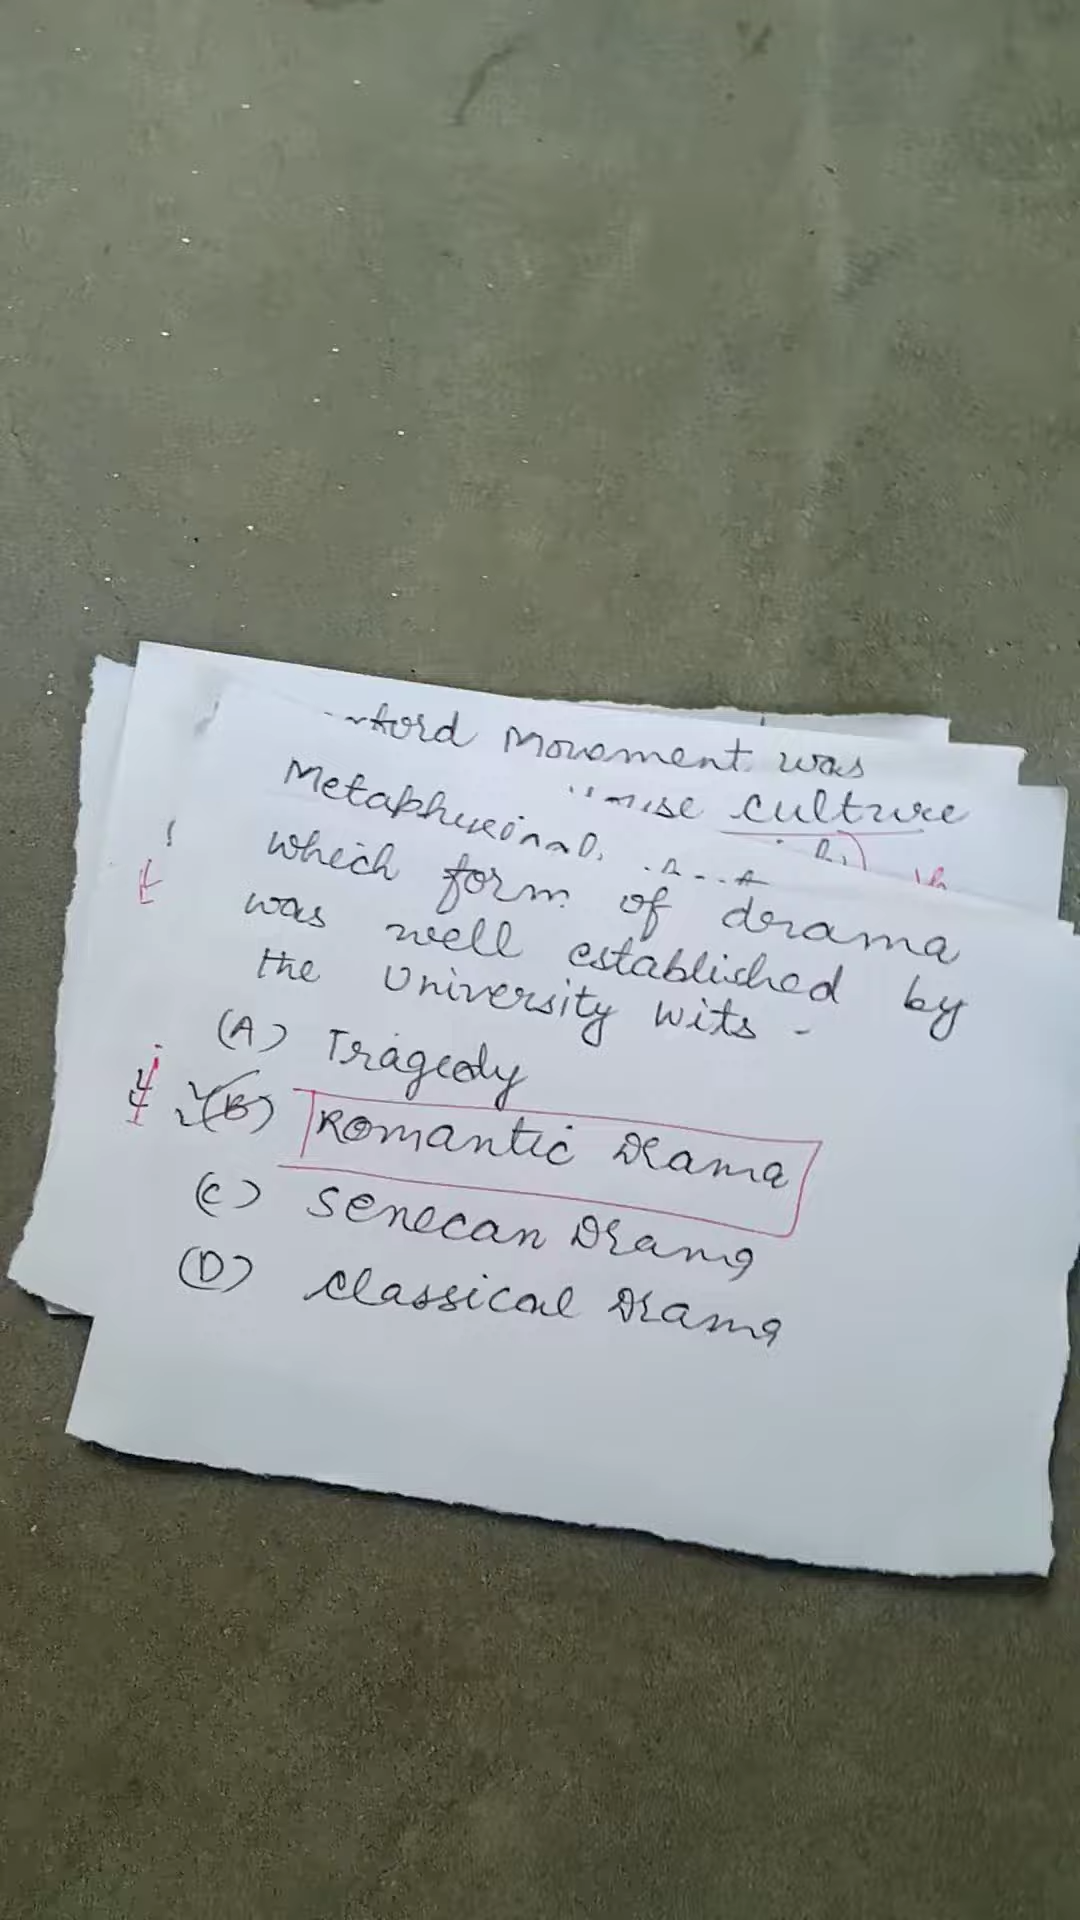 Movement was
culture
which form of drama
was well established by
the University Wits -
(A) Tragedy
(B) Romantic Drama
(C) Senecan Drama
(D) Classical Drama